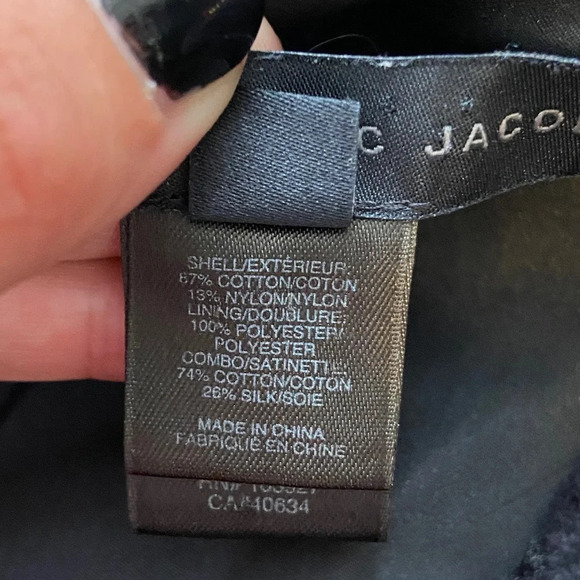 C JACO
SHELL/EXTÉRIEUR:
87% COTTON/COTON
13% NYLON/NYLON
LINING/DOUBLURE:
100% POLYESTER/
POLYESTER
COMBO/SATINETTE:
74% COTTON/COTON
26% SILK/SOIE
MADE IN CHINA
FABRIQUÉ EN CHINE
CA#40634